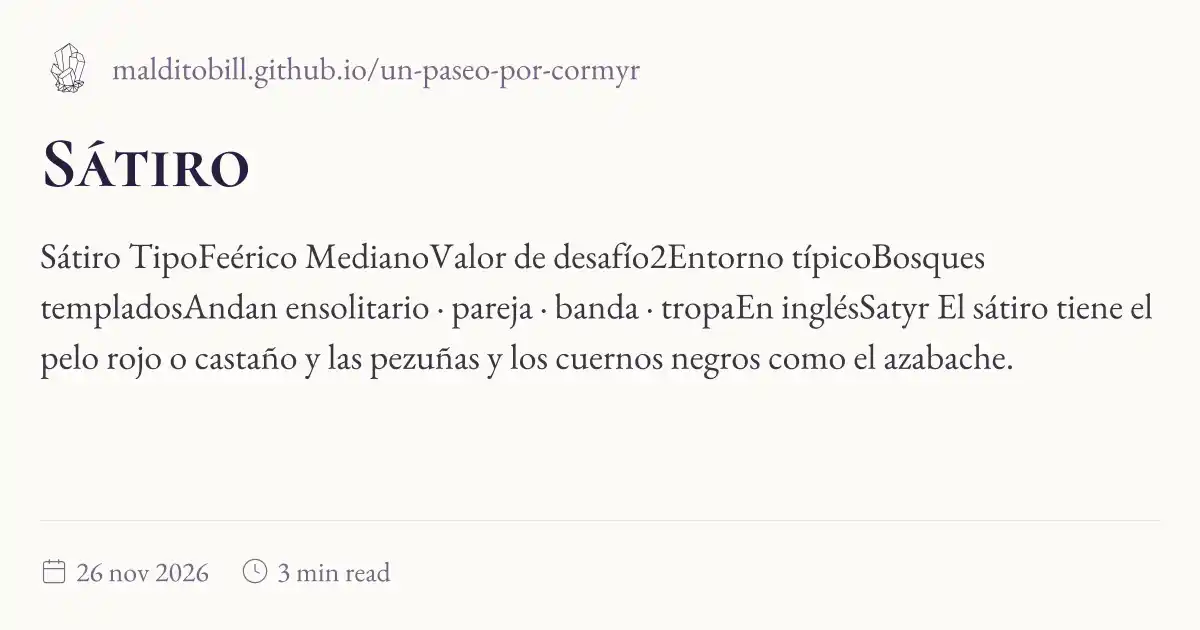 malditobill.github.io/un-paseo-por-cormyr
Sátiro
Sátiro TipoFeérico MedianoValor de desafío2Entorno típicoBosques
templadosAndan ensolitario · pareja · banda · tropaEn inglésSatyr El sátiro tiene el
pelo rojo o castaño y las pezuñas y los cuernos negros como el azabache.
26 nov 2026 3 min read